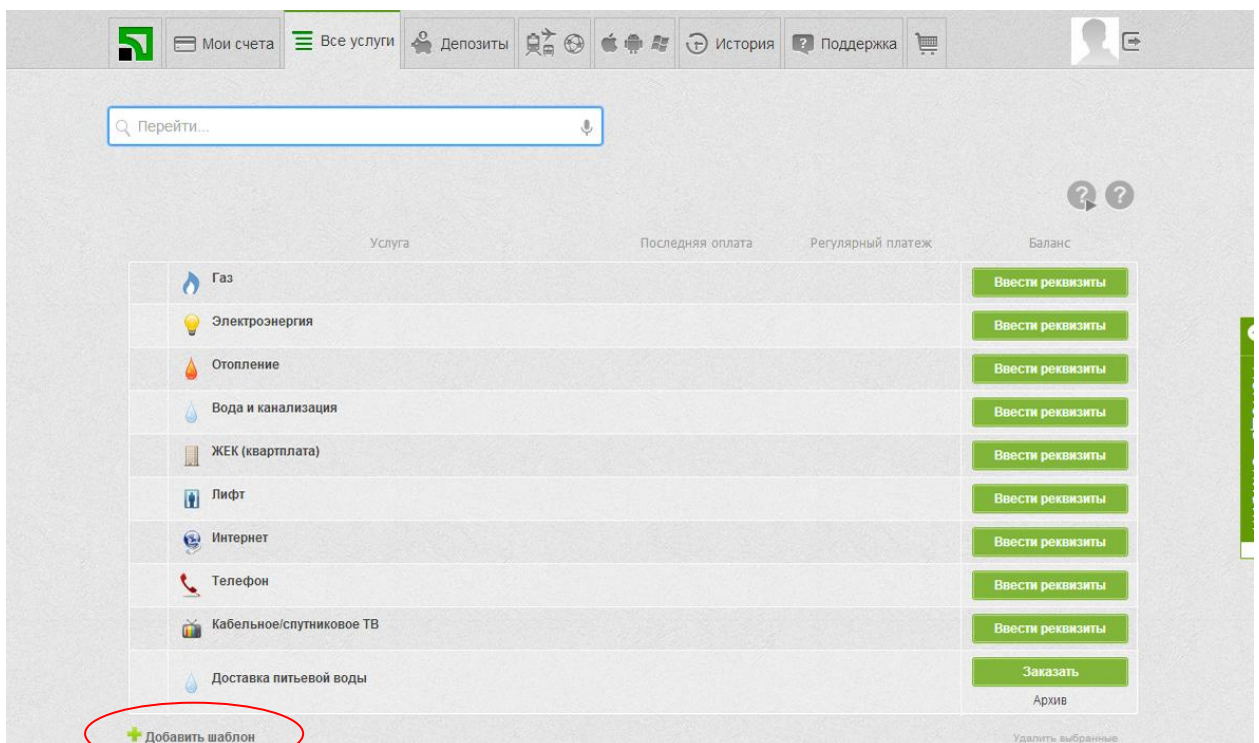 Мои счета Все услуги Депозиты История Поддержка
Перейти...
Услуга Последняя оплата Регулярный платеж Баланс
Газ Ввести реквизиты
Электроэнергия Ввести реквизиты
Отопление Ввести реквизиты
Вода и канализация Ввести реквизиты
ЖЕК (квартплата) Ввести реквизиты
Лифт Ввести реквизиты
Интернет Ввести реквизиты
Телефон Ввести реквизиты
Кабельное/спутниковое ТВ Ввести реквизиты
Доставка питьевой воды Заказать
Архив
Добавить шаблон Удалить выбранные